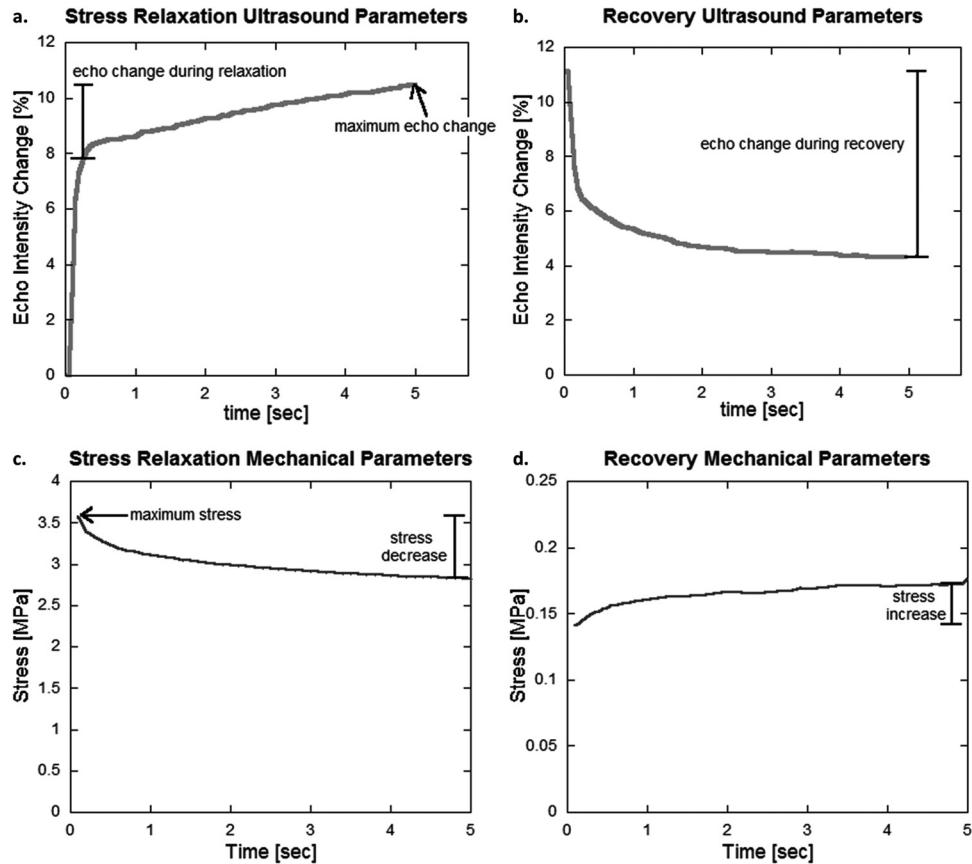 a. Stress Relaxation Ultrasound Parameters
12
10
8
6
4
2
0
Echo Intensity Change [%]
echo change during relaxation
maximum echo change
0 1 2 3 4 5
time [sec]
b. Recovery Ultrasound Parameters
12
10
8
6
4
2
0
Echo Intensity Change [%]
echo change during recovery
0 1 2 3 4 5
time [sec]
c. Stress Relaxation Mechanical Parameters
4
3.5
3
2.5
2
1.5
1
0.5
0
Stress [MPa]
maximum stress
stress
decrease
0 1 2 3 4 5
Time [sec]
d. Recovery Mechanical Parameters
0.25
0.2
0.15
0.1
0.05
0
Stress [MPa]
stress
increase
0 1 2 3 4 5
Time [sec]